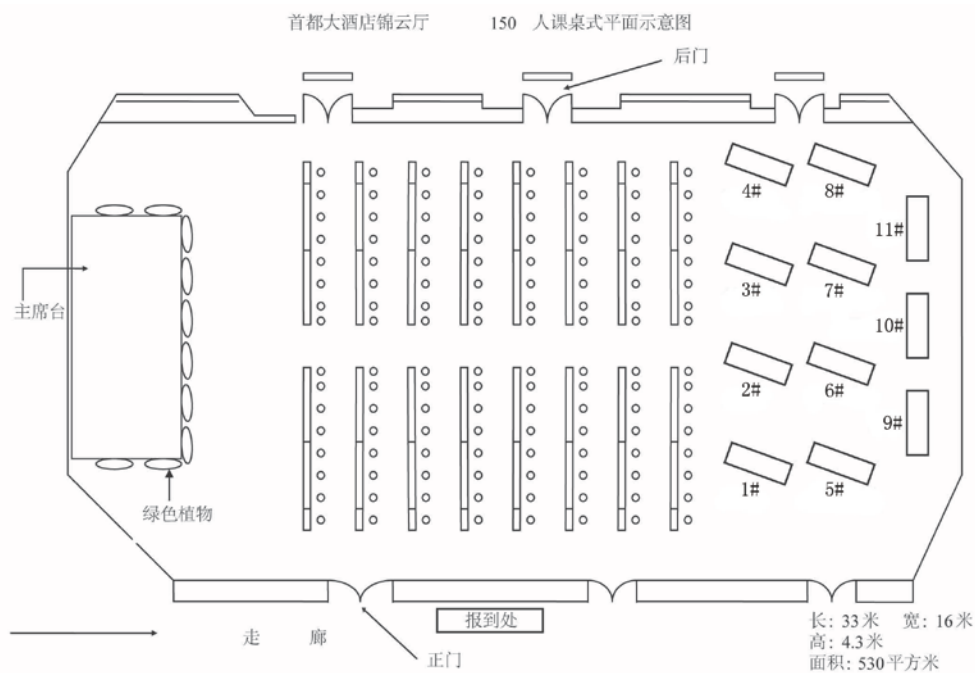 首都大酒店锦云厅 150 人课桌式平面示意图
后门
4# 8#
11#
3# 7#
主席台
10#
2# 6#
9#
1# 5#
绿色植物
报到处
走 廊
正门
长: 33米 宽: 16米
高: 4.3米
面积: 530平方米